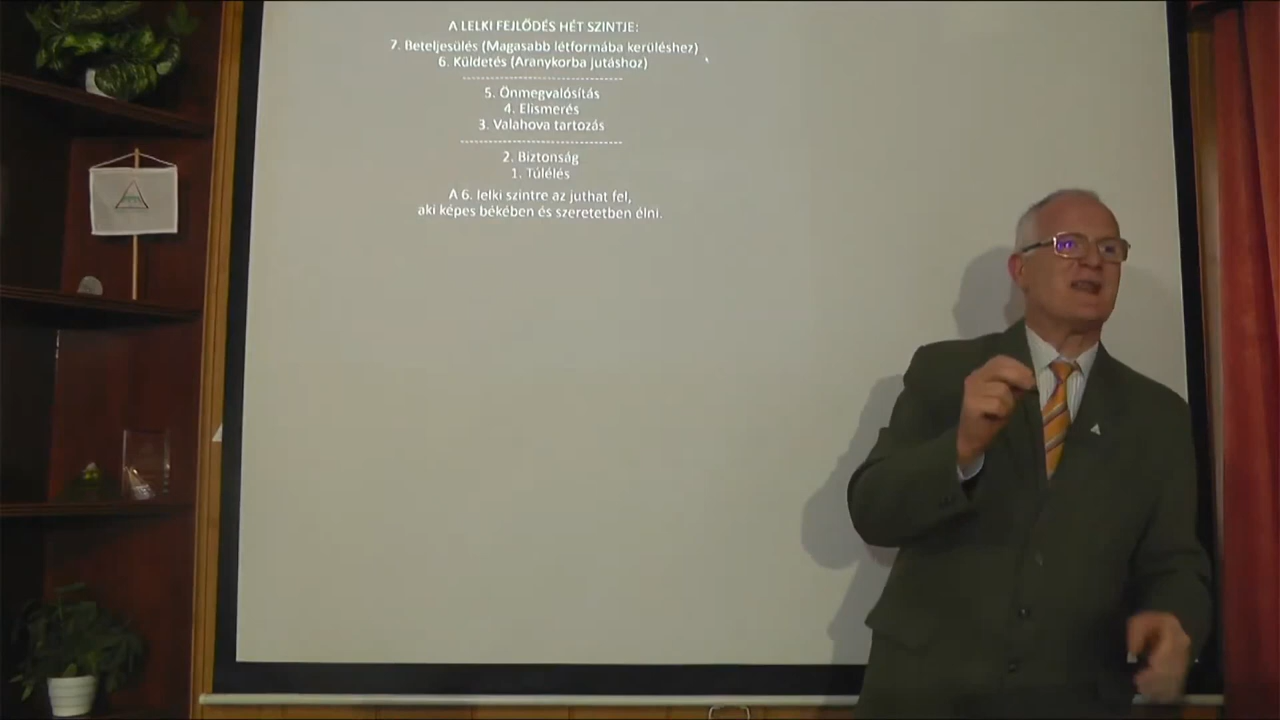 A LELKI FEJLŐDÉS HÉT SZINTJE:
7. Beteljesülés (Magasabb létformába kerüléshez)
6. Küldetés (Aranykorba jutáshoz)
--------------------------------
5. Önmegvalósítás
4. Elismerés
3. Valahova tartozás
--------------------------------
2. Biztonság
1. Túlélés
A 6. lelki szintre az juthat fel,
aki képes békében és szeretetben élni.